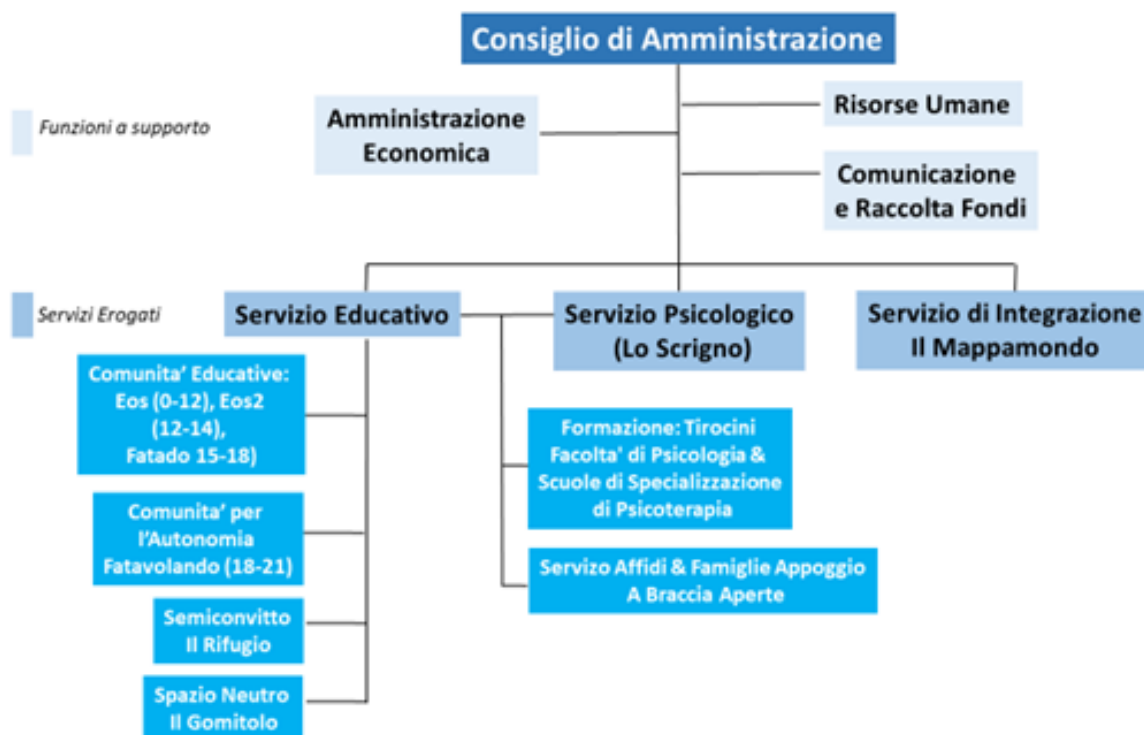 Consiglio di Amministrazione
Funzioni a supporto
Amministrazione
Economica
Risorse Umane
Comunicazione
e Raccolta Fondi
Servizi Erogati
Servizio Educativo
Servizio Psicologico
(Lo Scrigno)
Servizio di Integrazione
Il Mappamondo
Comunita' Educative:
Eos (0-12), Eos2
(12-14),
Fatado 15-18)
Comunita' per
l'Autonomia
Fatavolando (18-21)
Semiconvitto
Il Rifugio
Spazio Neutro
Il Gomitolo
Formazione: Tirocini
Facolta' di Psicologia &
Scuole di Specializzazione
di Psicoterapia
Servizo Affidi & Famiglie Appoggio
A Braccia Aperte